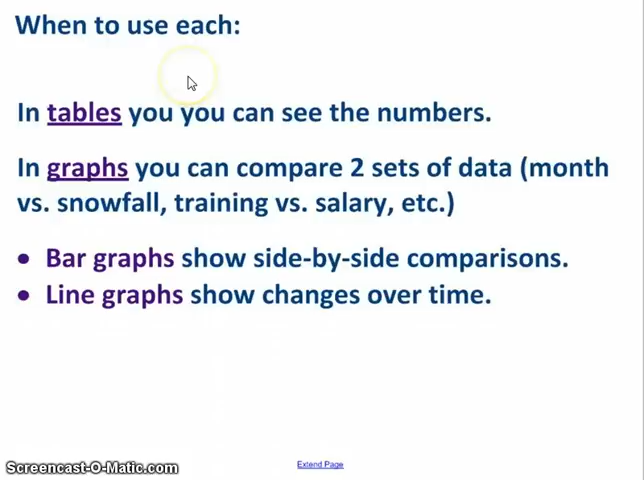 When to use each:
In tables you you can see the numbers.
In graphs you can compare 2 sets of data (month
vs. snowfall, training vs. salary, etc.)
• Bar graphs show side-by-side comparisons.
• Line graphs show changes over time.
Extend Page
Screencast-O-Matic.com